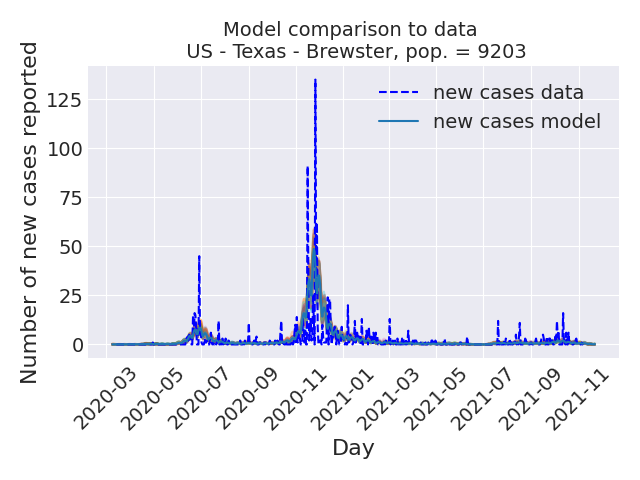 Model comparison to data
US - Texas - Brewster, pop. = 9203
Number of new cases reported
125
100
75
50
25
0
new cases data
new cases model
2020-03
2020-05
2020-07
2020-09
2020-11
2021-01
2021-03
2021-05
2021-07
2021-09
2021-11
Day